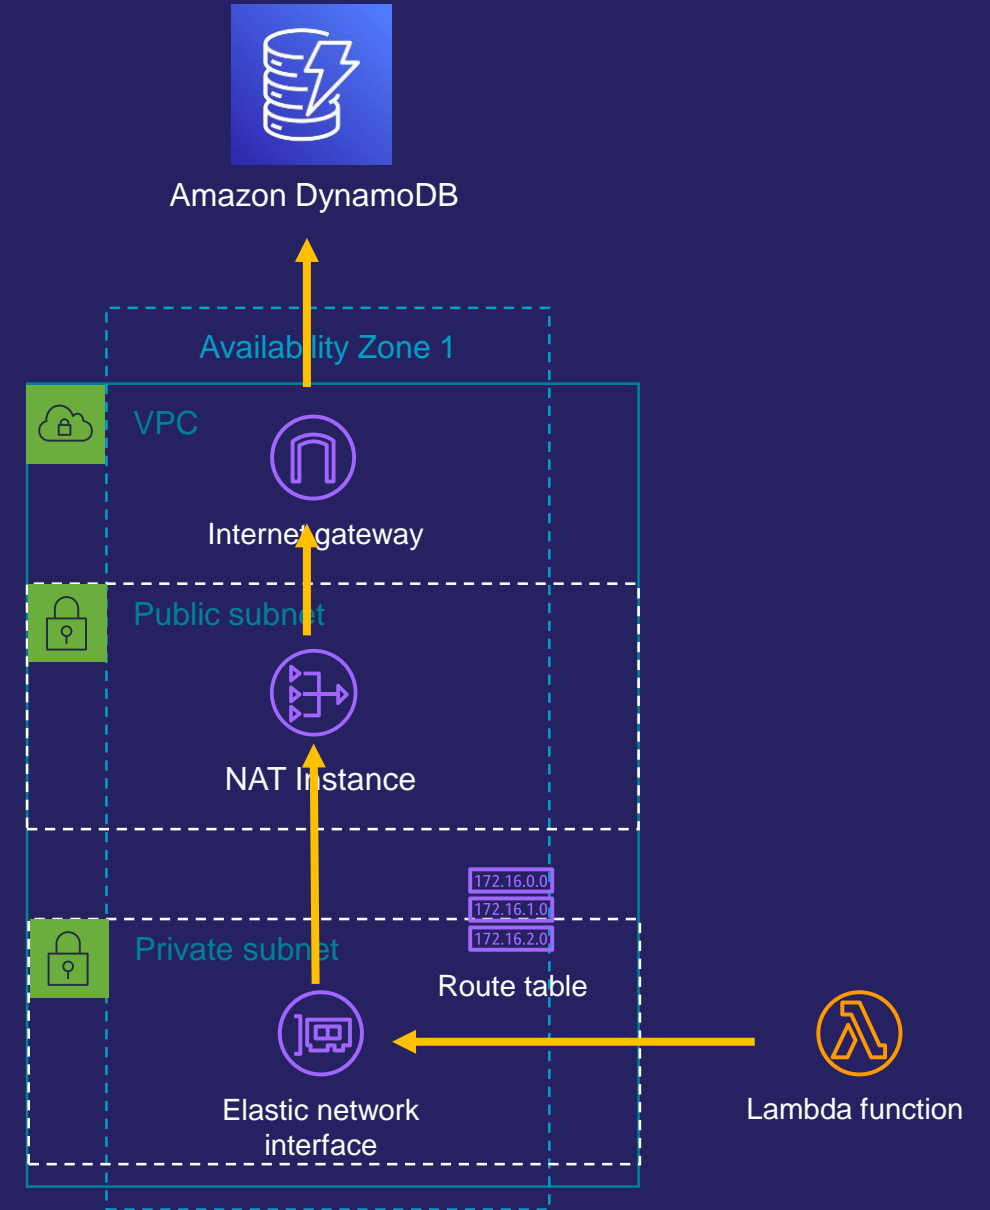 Amazon DynamoDB
Availability Zone 1
VPC
Internet gateway
Public subnet
NAT Instance
172.16.0.0
172.16.1.0
172.16.2.0
Private subnet
Route table
Elastic network
interface
Lambda function